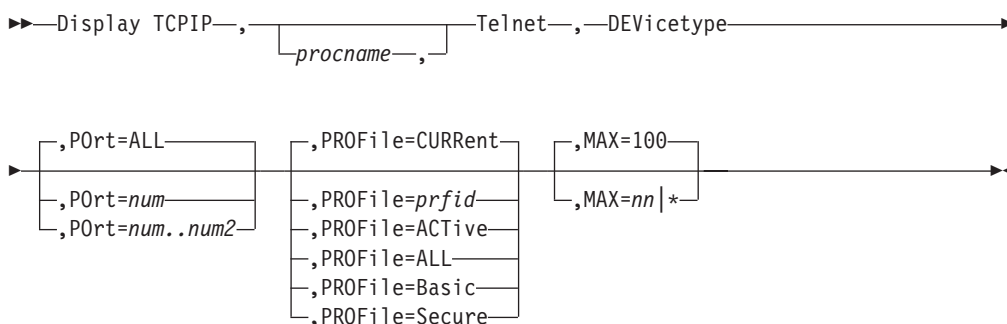 Display TCPIP , Telnet , DEVicetype
procname ,
,POrt=ALL ,PROFile=CURRent ,MAX=100
,POrt=num ,PROFile=prfid ,MAX=nn|*
,POrt=num..num2 ,PROFile=ACTive
,PROFile=ALL
,PROFile=Basic
,PROFile=Secure